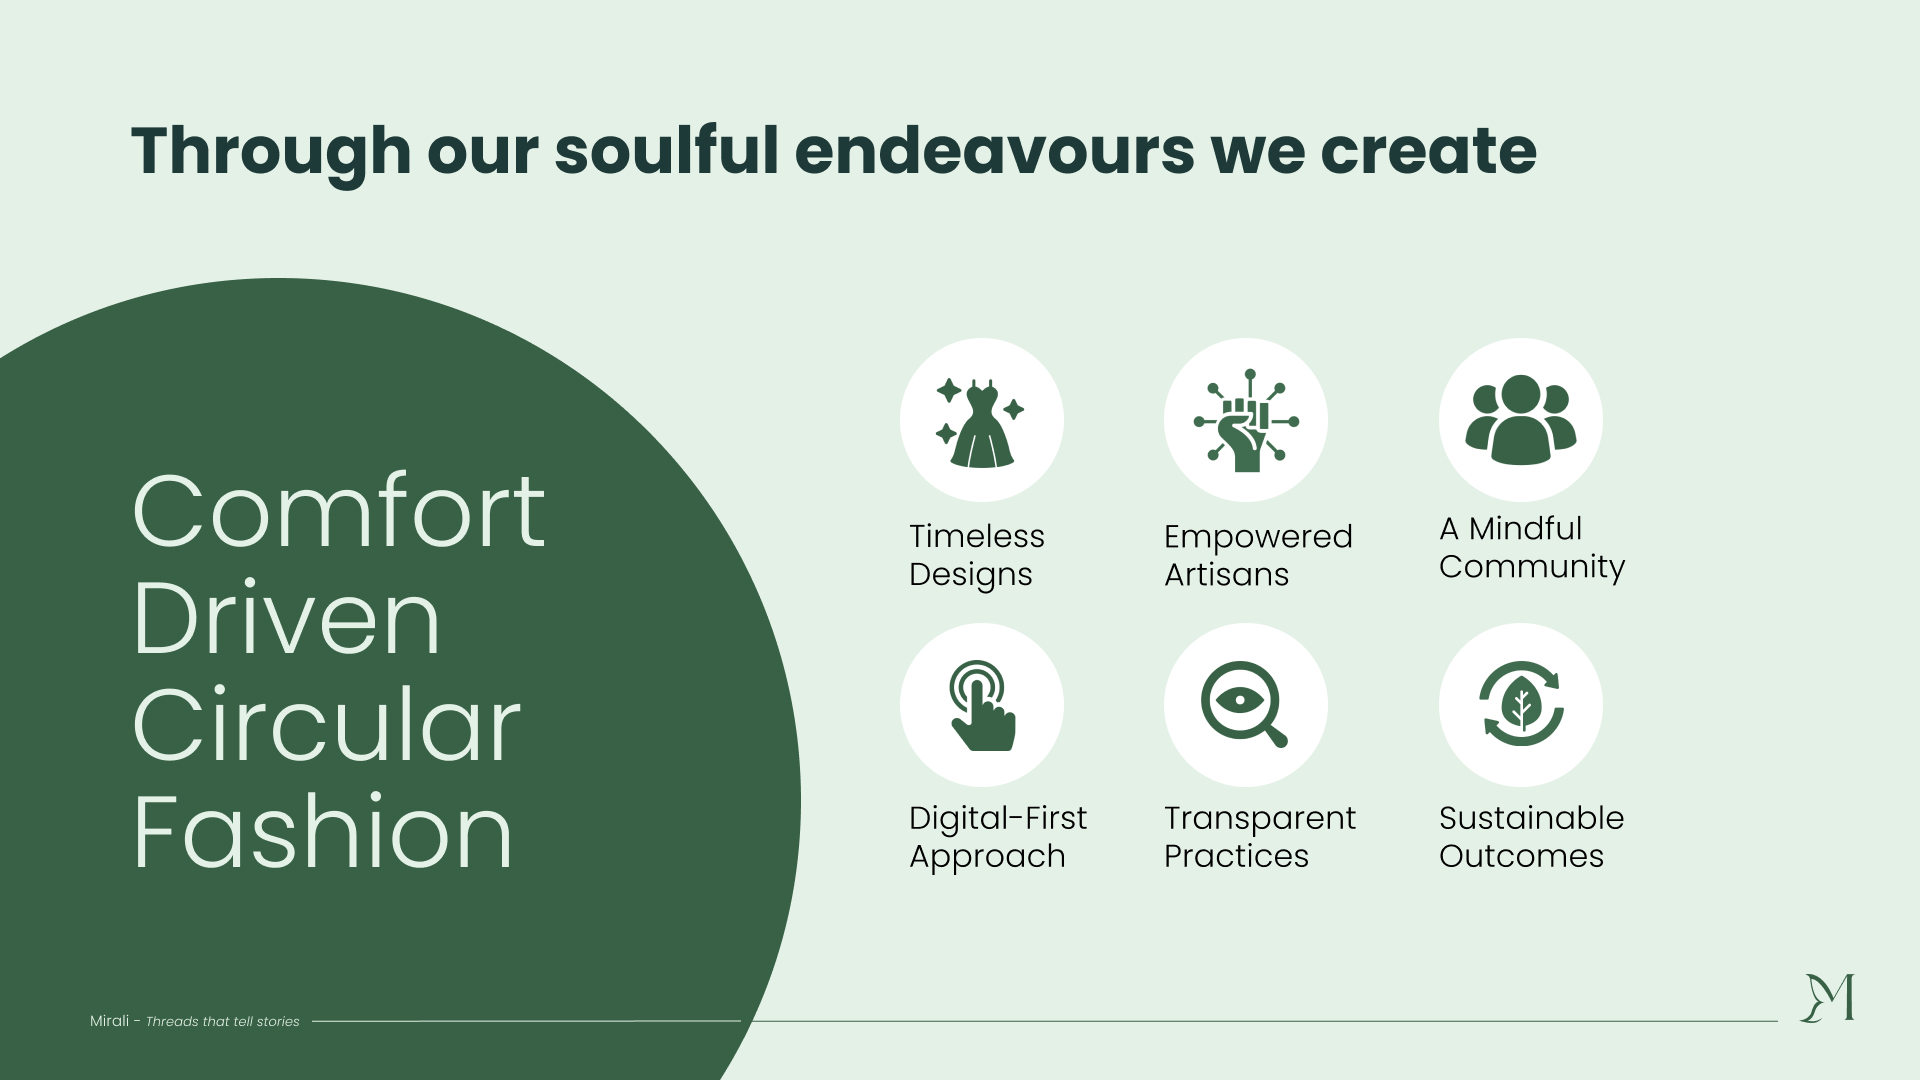 Through our soulful endeavours we create
Comfort
Driven
Circular
Fashion
Timeless
Designs
Empowered
Artisans
A Mindful
Community
Digital-First
Approach
Transparent
Practices
Sustainable
Outcomes
Mirali - Threads that tell stories
M